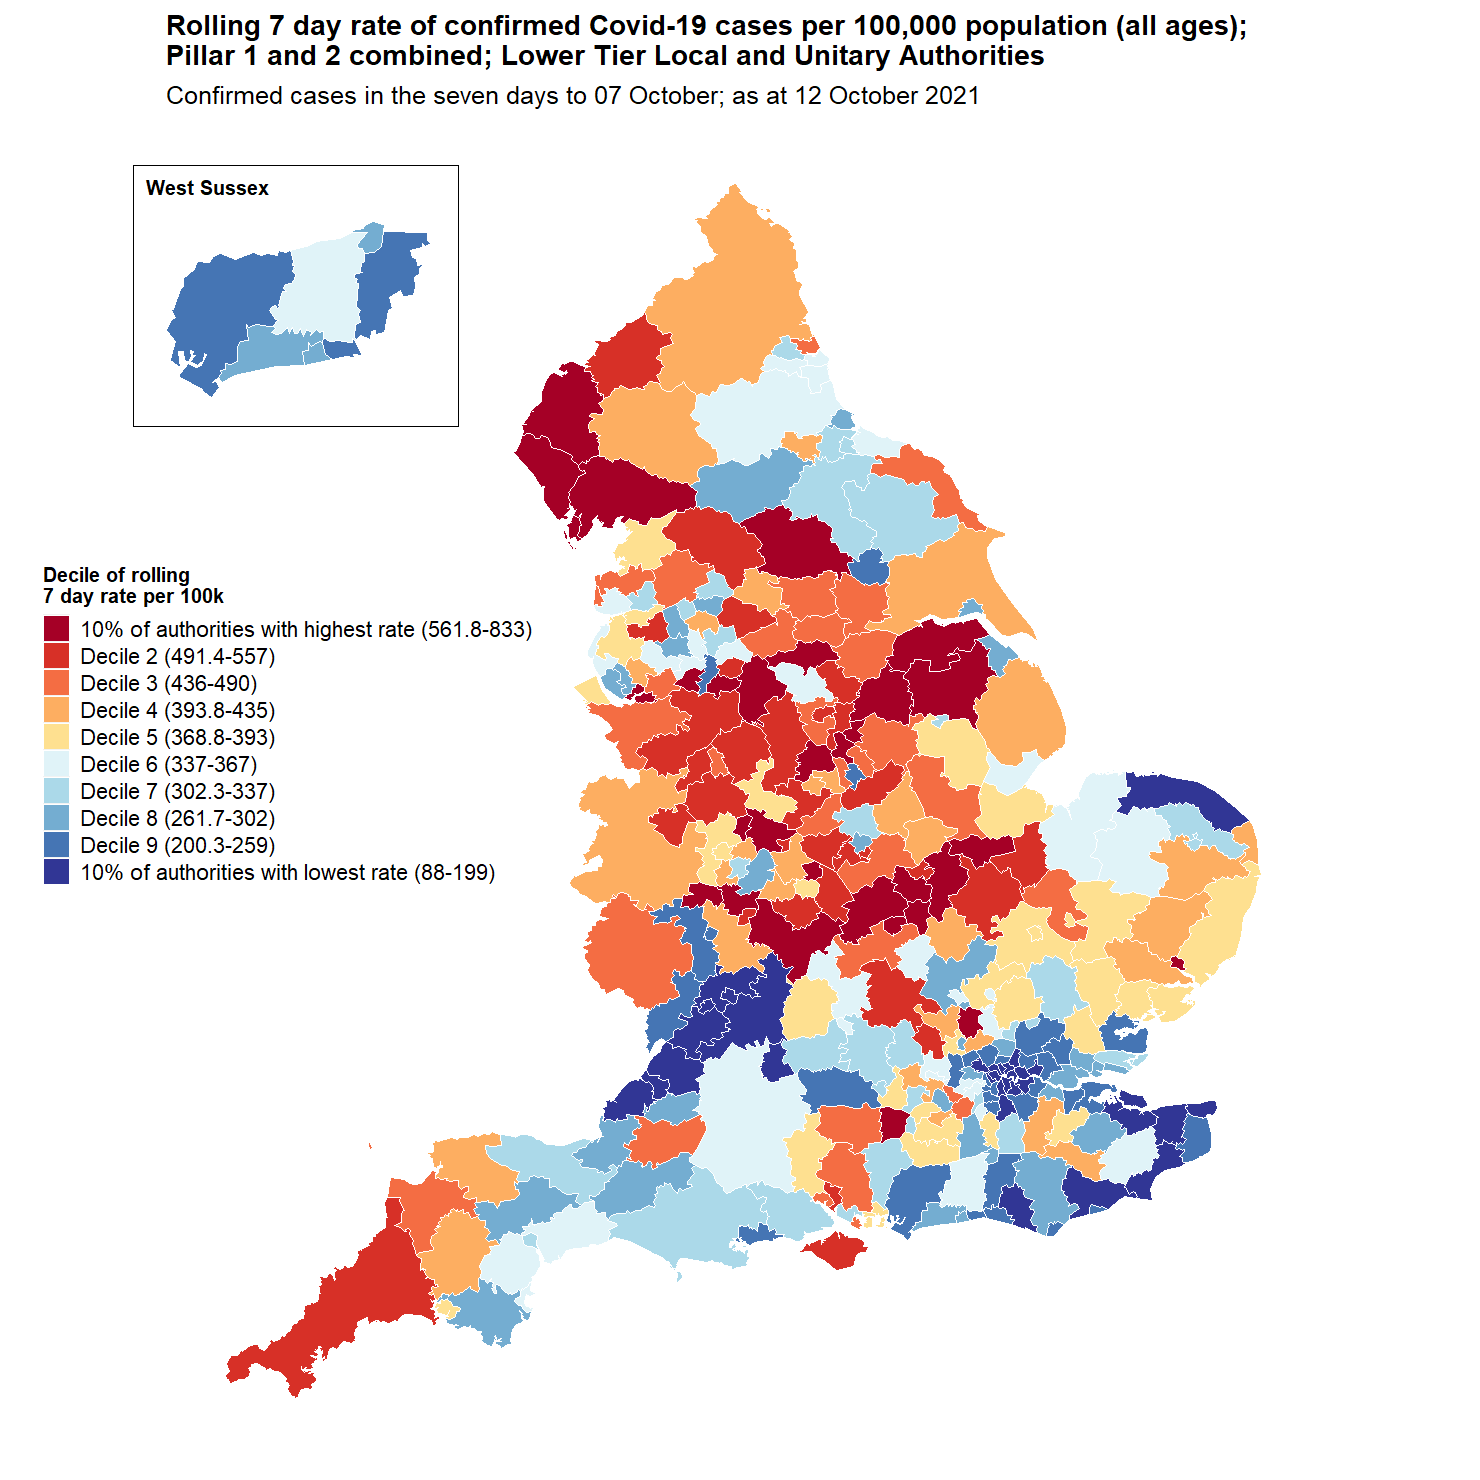 Rolling 7 day rate of confirmed Covid-19 cases per 100,000 population (all ages);
Pillar 1 and 2 combined; Lower Tier Local and Unitary Authorities
Confirmed cases in the seven days to 07 October; as at 12 October 2021
West Sussex
Decile of rolling
7 day rate per 100k
10% of authorities with highest rate (561.8-833)
Decile 2 (491.4-557)
Decile 3 (436-490)
Decile 4 (393.8-435)
Decile 5 (368.8-393)
Decile 6 (337-367)
Decile 7 (302.3-337)
Decile 8 (261.7-302)
Decile 9 (200.3-259)
10% of authorities with lowest rate (88-199)